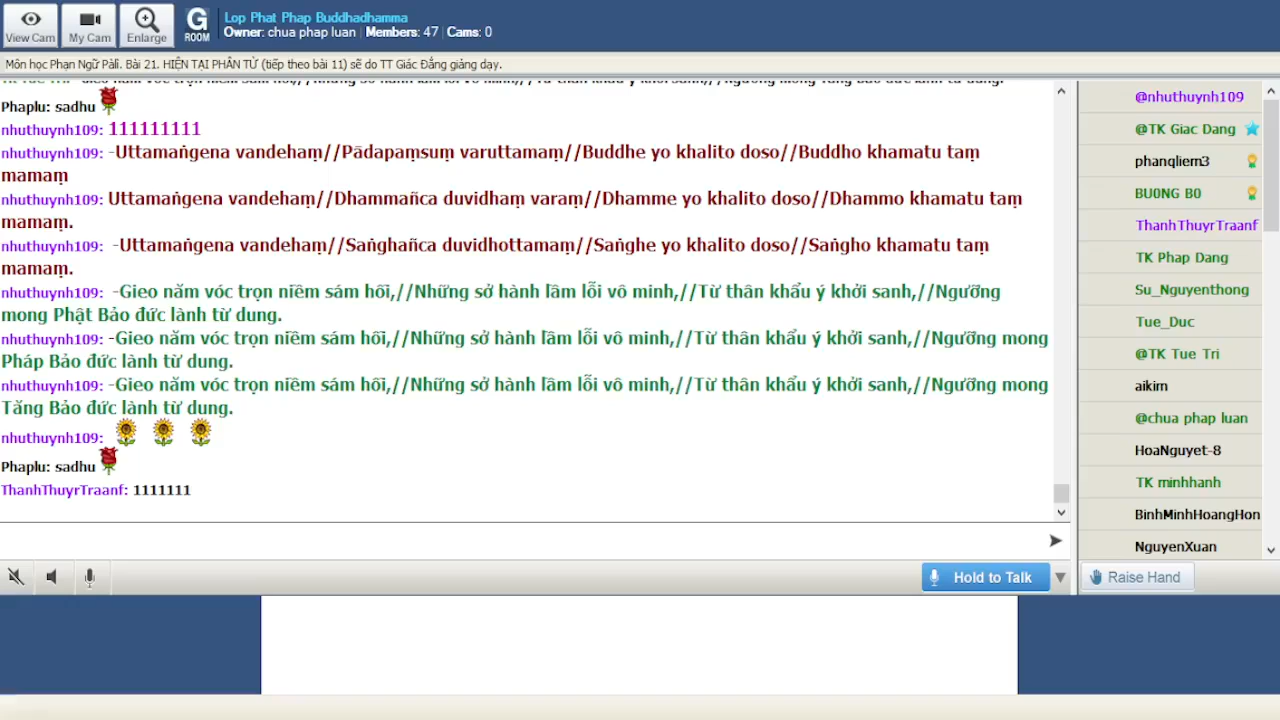 View Cam
My Cam
Enlarge
G
ROOM
Lop Phat Phap Buddhadhamma
Owner: chua phap luan | Members: 47 | Cams: 0
Môn học Phạn Ngữ Pāli. Bài 21. HIỆN TẠI PHÂN TỪ (tiếp theo bài 11) sẽ do TT Giác Đẳng giảng dạy.
Phaplu: sadhu
nhuthuynh109: 111111111
nhuthuynh109: -Uttamaṅgena vandehaṃ//Pādapaṃsuṃ varuttamaṃ//Buddhe yo khalito doso//Buddho khamatu taṃ
mamaṃ
nhuthuynh109: Uttamaṅgena vandehaṃ//Dhammañca duvidhaṃ varaṃ//Dhamme yo khalito doso//Dhammo khamatu taṃ
mamaṃ.
nhuthuynh109: -Uttamaṅgena vandehaṃ//Saṅghañca duvidhottamaṃ//Saṅghe yo khalito doso//Saṅgho khamatu taṃ
mamaṃ.
nhuthuynh109: -Gieo năm vóc trọn niềm sám hối,//Những sở hành lầm lỗi vô minh,//Từ thân khẩu ý khởi sanh,//Ngưỡng
mong Phật Bảo đức lành từ dung.
nhuthuynh109: -Gieo năm vóc trọn niềm sám hối,//Những sở hành lầm lỗi vô minh,//Từ thân khẩu ý khởi sanh,//Ngưỡng mong
Pháp Bảo đức lành từ dung.
nhuthuynh109: -Gieo năm vóc trọn niềm sám hối,//Những sở hành lầm lỗi vô minh,//Từ thân khẩu ý khởi sanh,//Ngưỡng mong
Tăng Bảo đức lành từ dung.
nhuthuynh109:
Phaplu: sadhu
ThanhThuyrTraanf: 1111111
@nhuthuynh109
@TK Giac Dang
phanqliem3
BU0NG B0
ThanhThuyrTraanf
TK Phap Dang
Su_Nguyenthong
Tue_Duc
@TK Tue Tri
aikim
@chua phap luan
HoaNguyet-8
TK minhhanh
BinhMinhHoangHon
NguyenXuan
Hold to Talk
Raise Hand